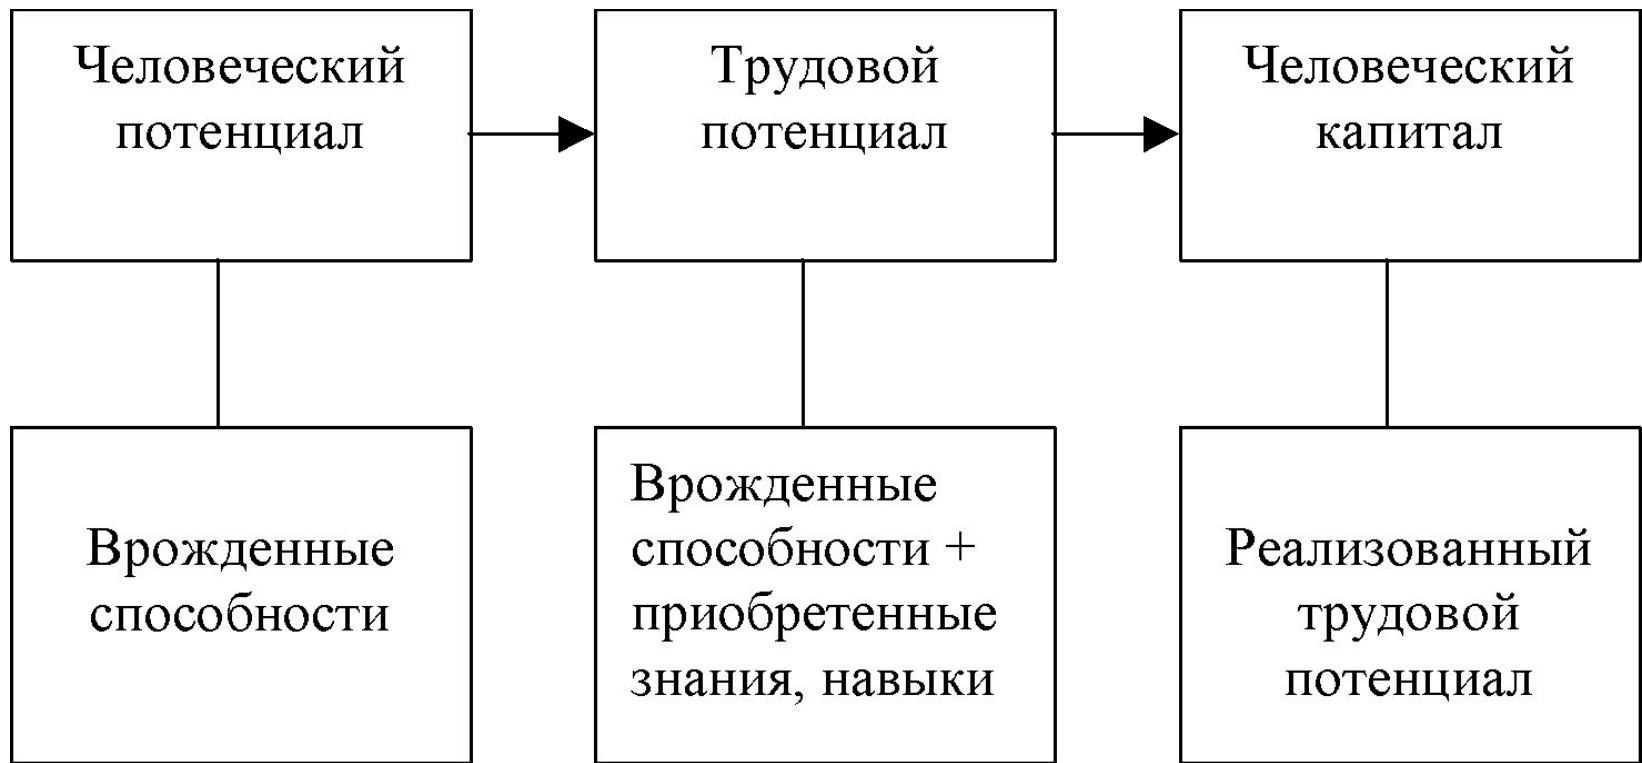 Человеческий
потенциал
Трудовой
потенциал
Человеческий
капитал
Врожденные
способности
Врожденные
способности +
приобретенные
знания, навыки
Реализованный
трудовой
потенциал